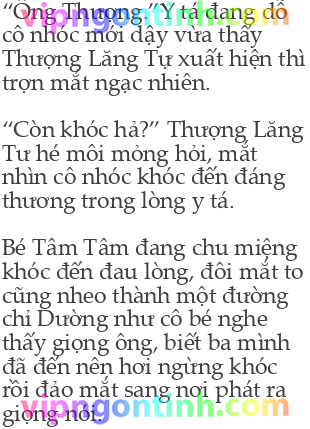 “Ông Thượng ”Y tá đang dỗ
cô nhóc mới dậy vừa thấy
Thượng Lăng Tự xuất hiện thì
trợn mắt ngạc nhiên.
“Còn khóc hả?” Thượng Lăng
Tư hé môi mỏng hỏi, mắt
nhìn cô nhóc khóc đến đáng
thương trong lòng y tá.
Bé Tâm Tâm đang chu miệng
khóc đến đau lòng, đôi mắt to
cũng nheo thành một đường
chỉ Dường như cô bé nghe
thấy giọng ông, biết ba mình
đã đến nên hơi ngừng khóc
rồi đảo mắt sang nơi phát ra
giọng nói.
vipngontinh.com
vipngontinh.com